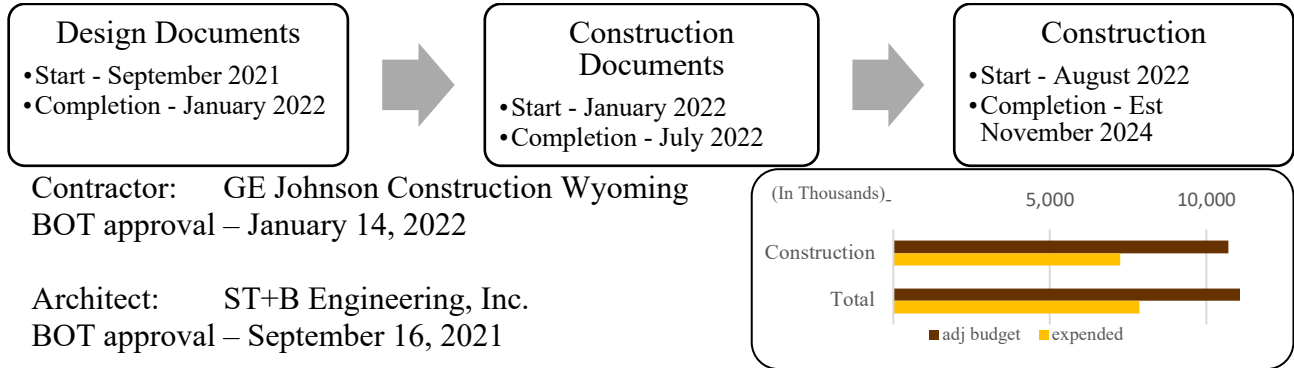 Design Documents
•Start - September 2021
•Completion - January 2022
Construction
Documents
•Start - January 2022
•Completion - July 2022
Construction
•Start - August 2022
•Completion - Est
November 2024
Contractor: GE Johnson Construction Wyoming
BOT approval – January 14, 2022
Architect: ST+B Engineering, Inc.
BOT approval – September 16, 2021
(In Thousands)- 5,000 10,000
Construction
Total
adj budget expended